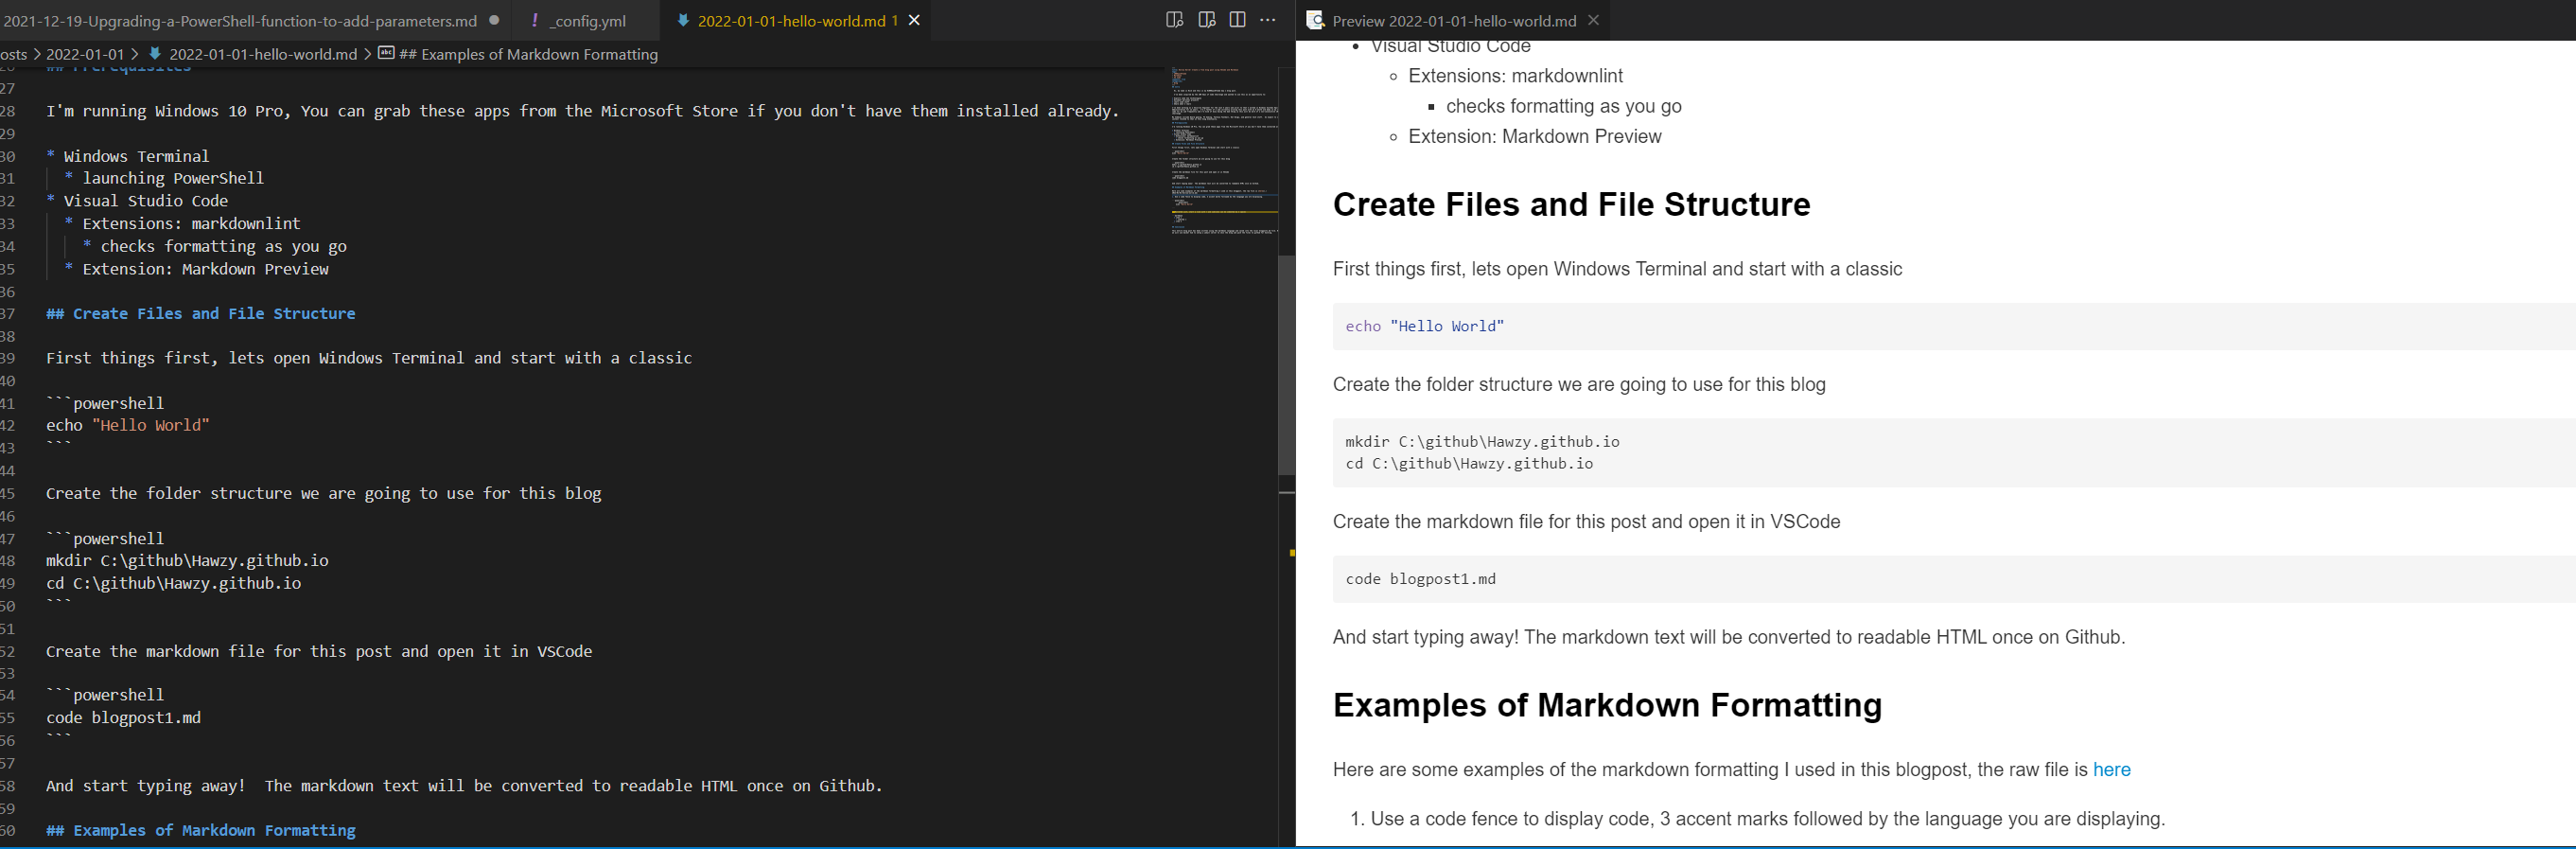 2021-12-19-Upgrading-a-PowerShell-function-to-add-parameters.md ●
! _config.yml
2022-01-01-hello-world.md 1 ×
osts > 2022-01-01 > 2022-01-01-hello-world.md > abc ## Examples of Markdown Formatting
## Prerequisites
27
28 I'm running Windows 10 Pro, You can grab these apps from the Microsoft Store if you don't have them installed already.
29
30 * Windows Terminal
31 * launching PowerShell
32 * Visual Studio Code
33 * Extensions: markdownlint
34 * checks formatting as you go
35 * Extension: Markdown Preview
36
37 ## Create Files and File Structure
38
39 First things first, lets open Windows Terminal and start with a classic
40
41 ```powershell
42 echo "Hello World"
43 ```
44
45 Create the folder structure we are going to use for this blog
46
47 ```powershell
48 mkdir C:\github\Hawzy.github.io
49 cd C:\github\Hawzy.github.io
50 ```
51
52 Create the markdown file for this post and open it in VSCode
53
54 ```powershell
55 code blogpost1.md
56 ```
57
58 And start typing away!  The markdown text will be converted to readable HTML once on Github.
59
60 ## Examples of Markdown Formatting
Preview 2022-01-01-hello-world.md ×
• Visual Studio Code
◦ Extensions: markdownlint
▪ checks formatting as you go
◦ Extension: Markdown Preview
Create Files and File Structure
First things first, lets open Windows Terminal and start with a classic
echo "Hello World"
Create the folder structure we are going to use for this blog
mkdir C:\github\Hawzy.github.io
cd C:\github\Hawzy.github.io
Create the markdown file for this post and open it in VSCode
code blogpost1.md
And start typing away! The markdown text will be converted to readable HTML once on Github.
Examples of Markdown Formatting
Here are some examples of the markdown formatting I used in this blogpost, the raw file is here
1. Use a code fence to display code, 3 accent marks followed by the language you are displaying.